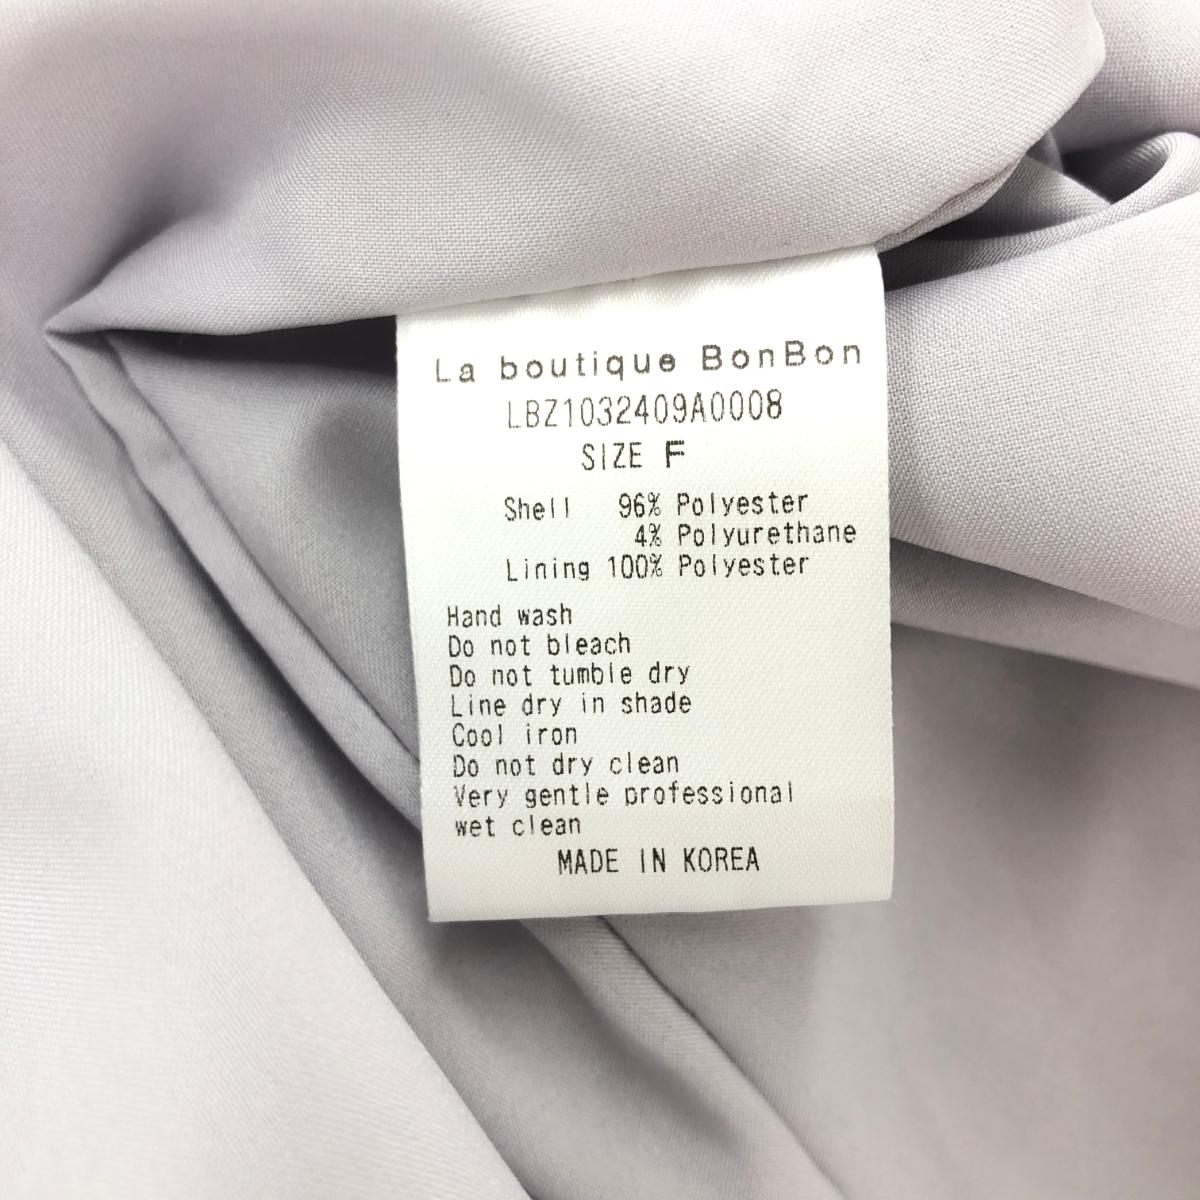 La boutique BonBon
LBZ1032409A0008
SIZE F
Shell 96% Polyester
4% Polyurethane
Lining 100% Polyester
Hand wash
Do not bleach
Do not tumble dry
Line dry in shade
Cool iron
Do not dry clean
Very gentle professional
wet clean
MADE IN KOREA